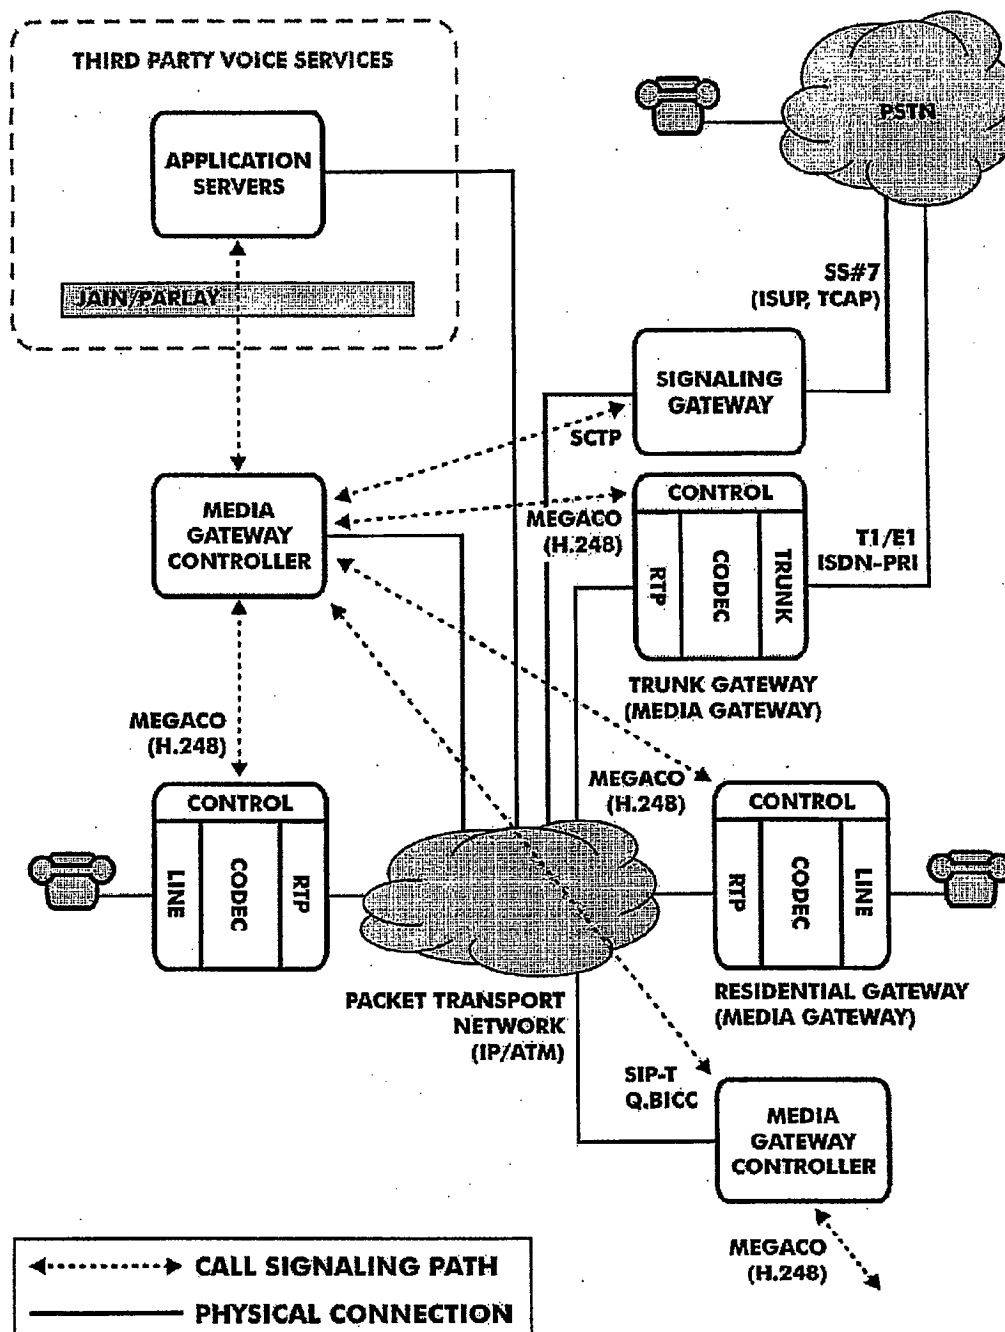 THIRD PARTY VOICE SERVICES
APPLICATION
SERVERS
JAIN/PARLAY
PSTN
SS#7
(ISUP, TCAP)
SIGNALING
GATEWAY
SCTP
MEDIA
GATEWAY
CONTROLLER
MEGACO
(H.248)
CONTROL
RTP
CODEC
TRUNK
T1/E1
ISDN-PRI
TRUNK GATEWAY
(MEDIA GATEWAY)
MEGACO
(H.248)
CONTROL
LINE
CODEC
RTP
MEGACO
(H.248)
CONTROL
RTP
CODEC
LINE
RESIDENTIAL GATEWAY
(MEDIA GATEWAY)
PACKET TRANSPORT
NETWORK
(IP/ATM)
SIP-T
Q.BICC
MEDIA
GATEWAY
CONTROLLER
MEGACO
(H.248)
CALL SIGNALING PATH
PHYSICAL CONNECTION